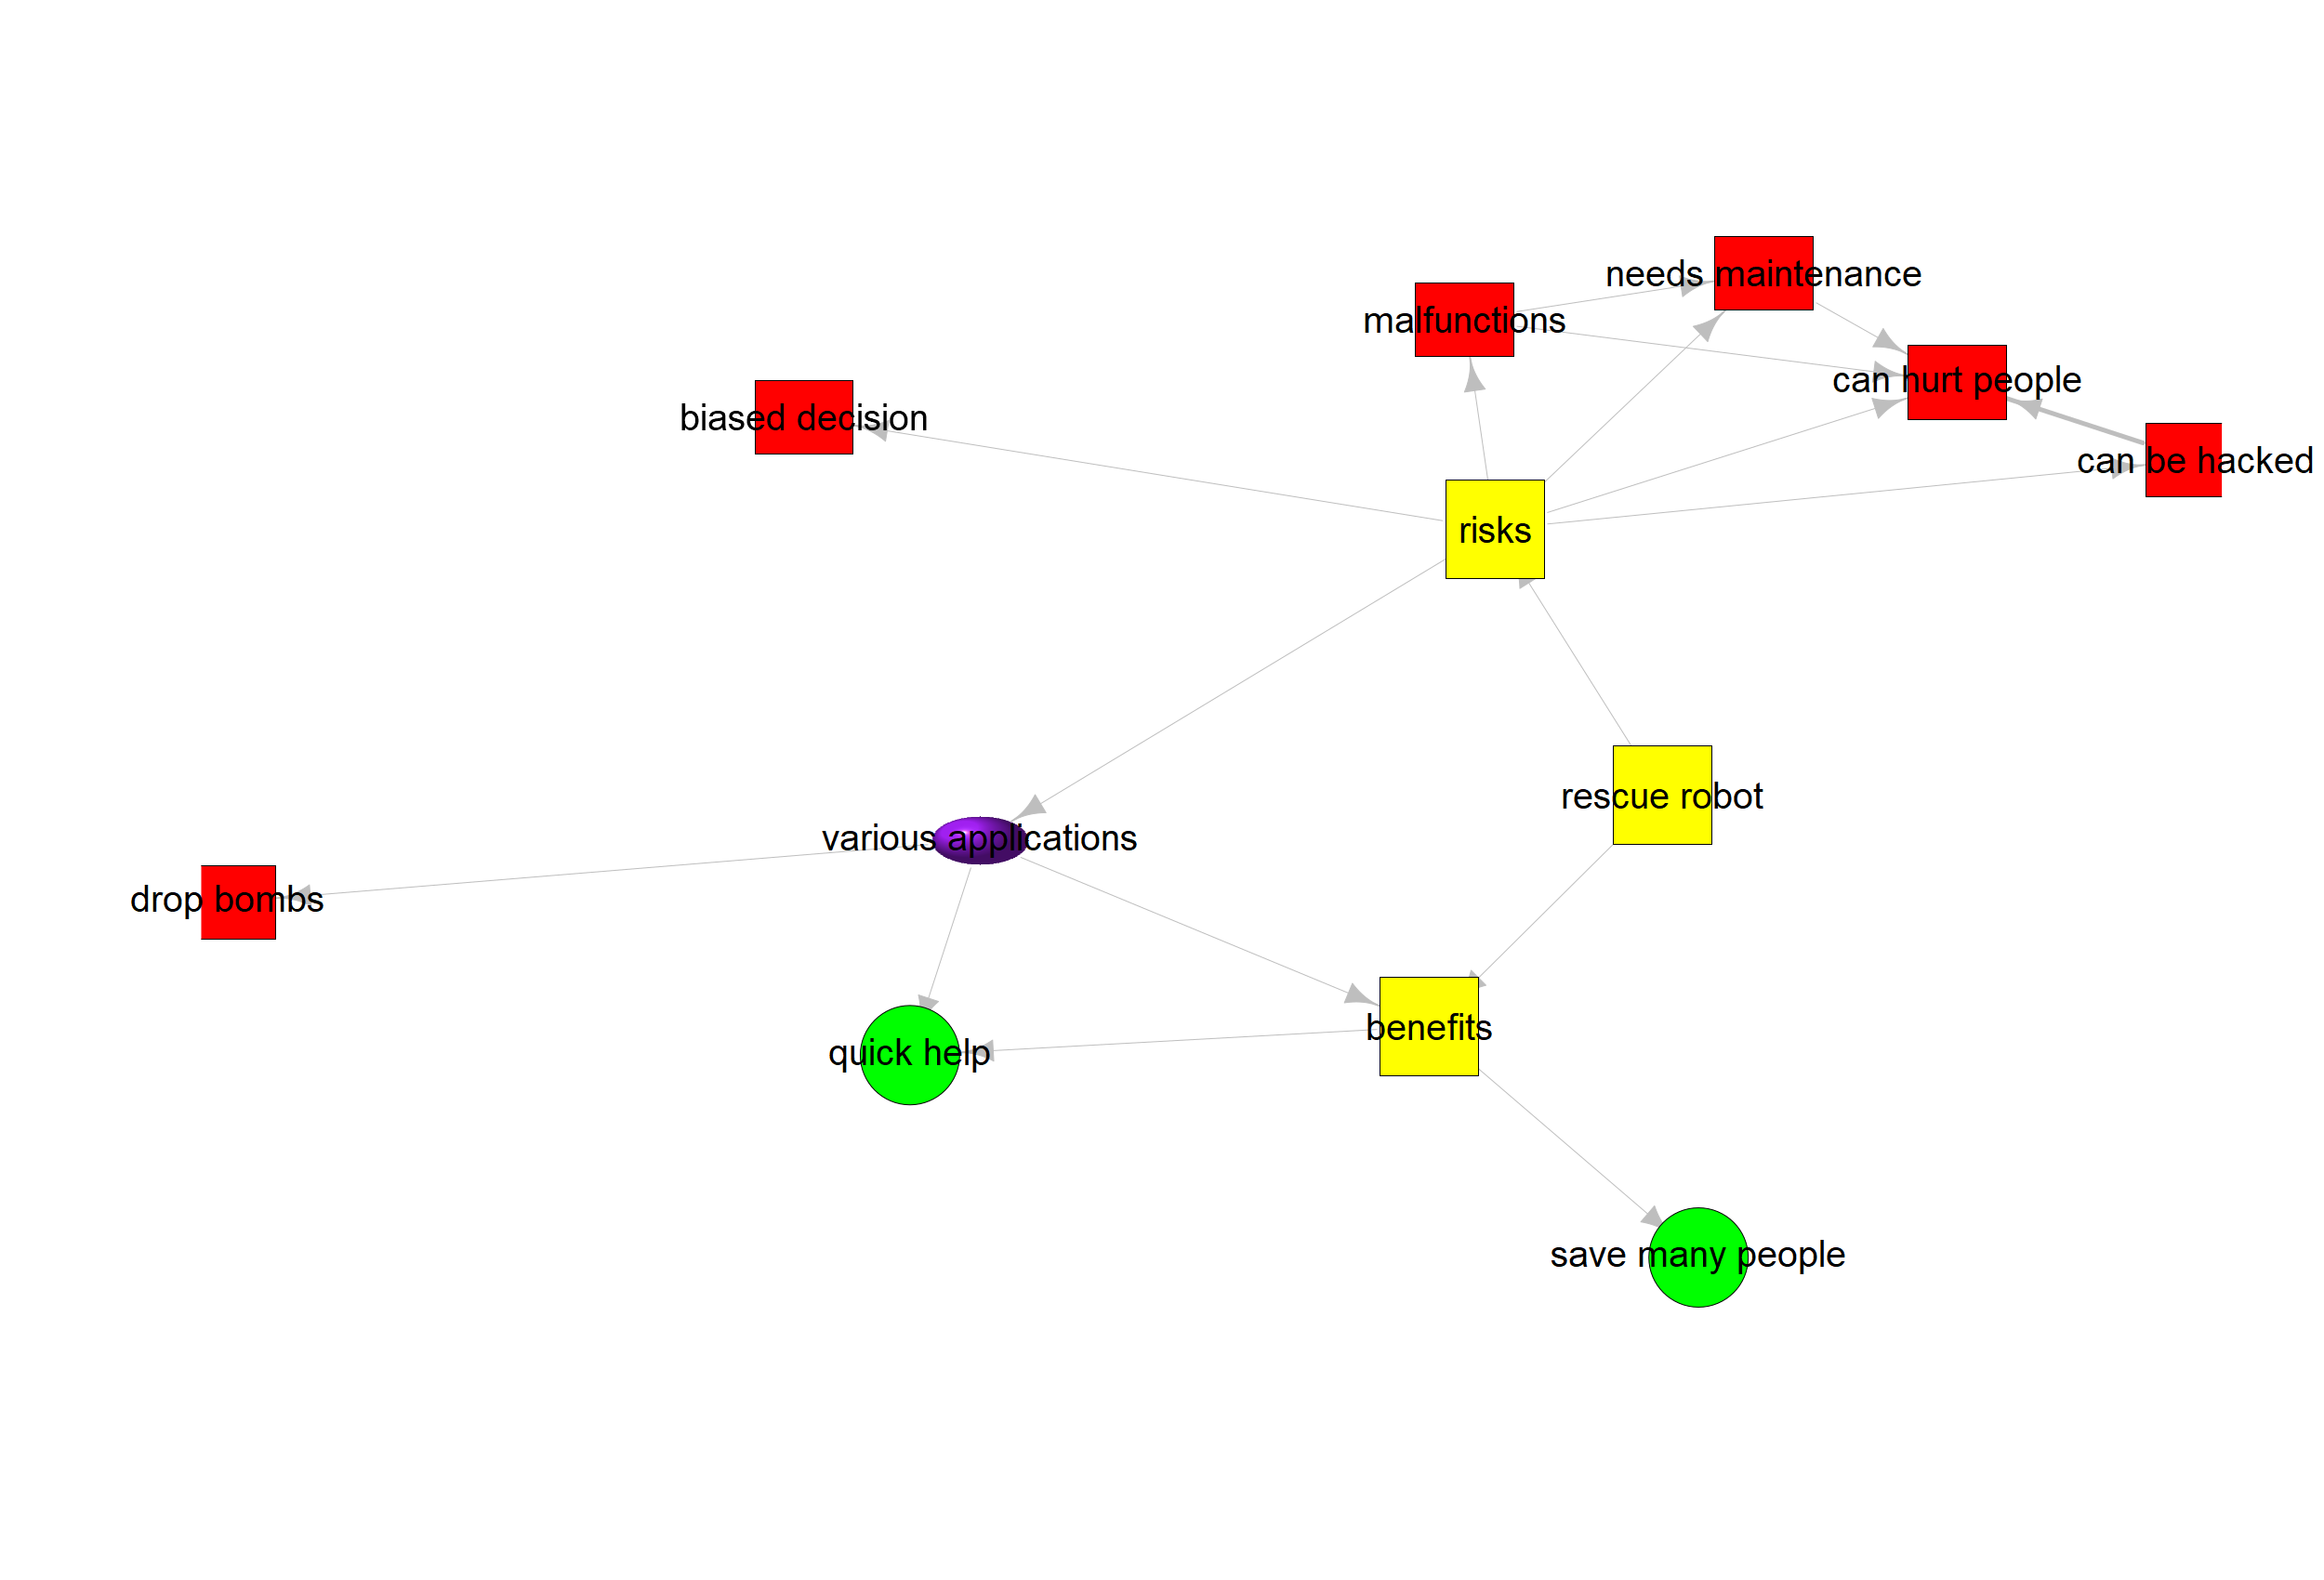 needs maintenance
malfunctions
can hurt people
biased decision
can be hacked
risks
rescue robot
various applications
drop bombs
benefits
quick help
save many people